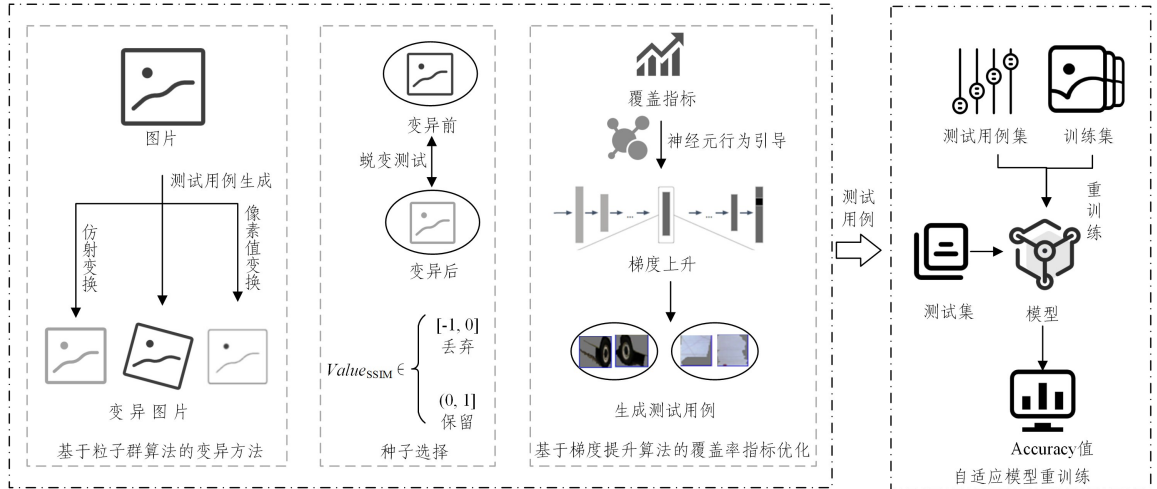 图片
测试用例生成
仿射变换
像素值变换
变异图片
基于粒子群算法的变异方法
变异前
蜕变测试
变异后
Value_SSIM ∈
[-1, 0]
丢弃
(0, 1]
保留
种子选择
覆盖指标
神经元行为引导
...
...
梯度上升
生成测试用例
基于梯度提升算法的覆盖率指标优化
测试
用例
测试用例集
训练集
重训练
测试集
模型
Accuracy值
自适应模型重训练